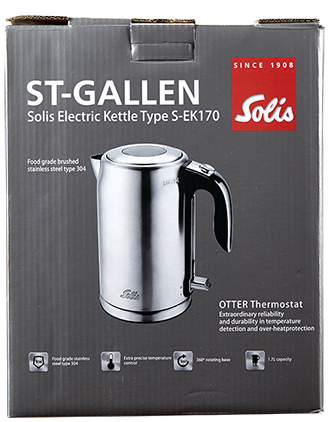 SINCE 1908
Solis
ST-GALLEN
Solis Electric Kettle Type S-EK170
Food grade brushed
stainless steel type 304
Solis
OTTER Thermostat
Extraordinary reliability
and durability in temperature
detection and over-heatprotection
Food grade stainless
steel type 304
Extra precise temperature
control
360° rotating base
1.7L capacity